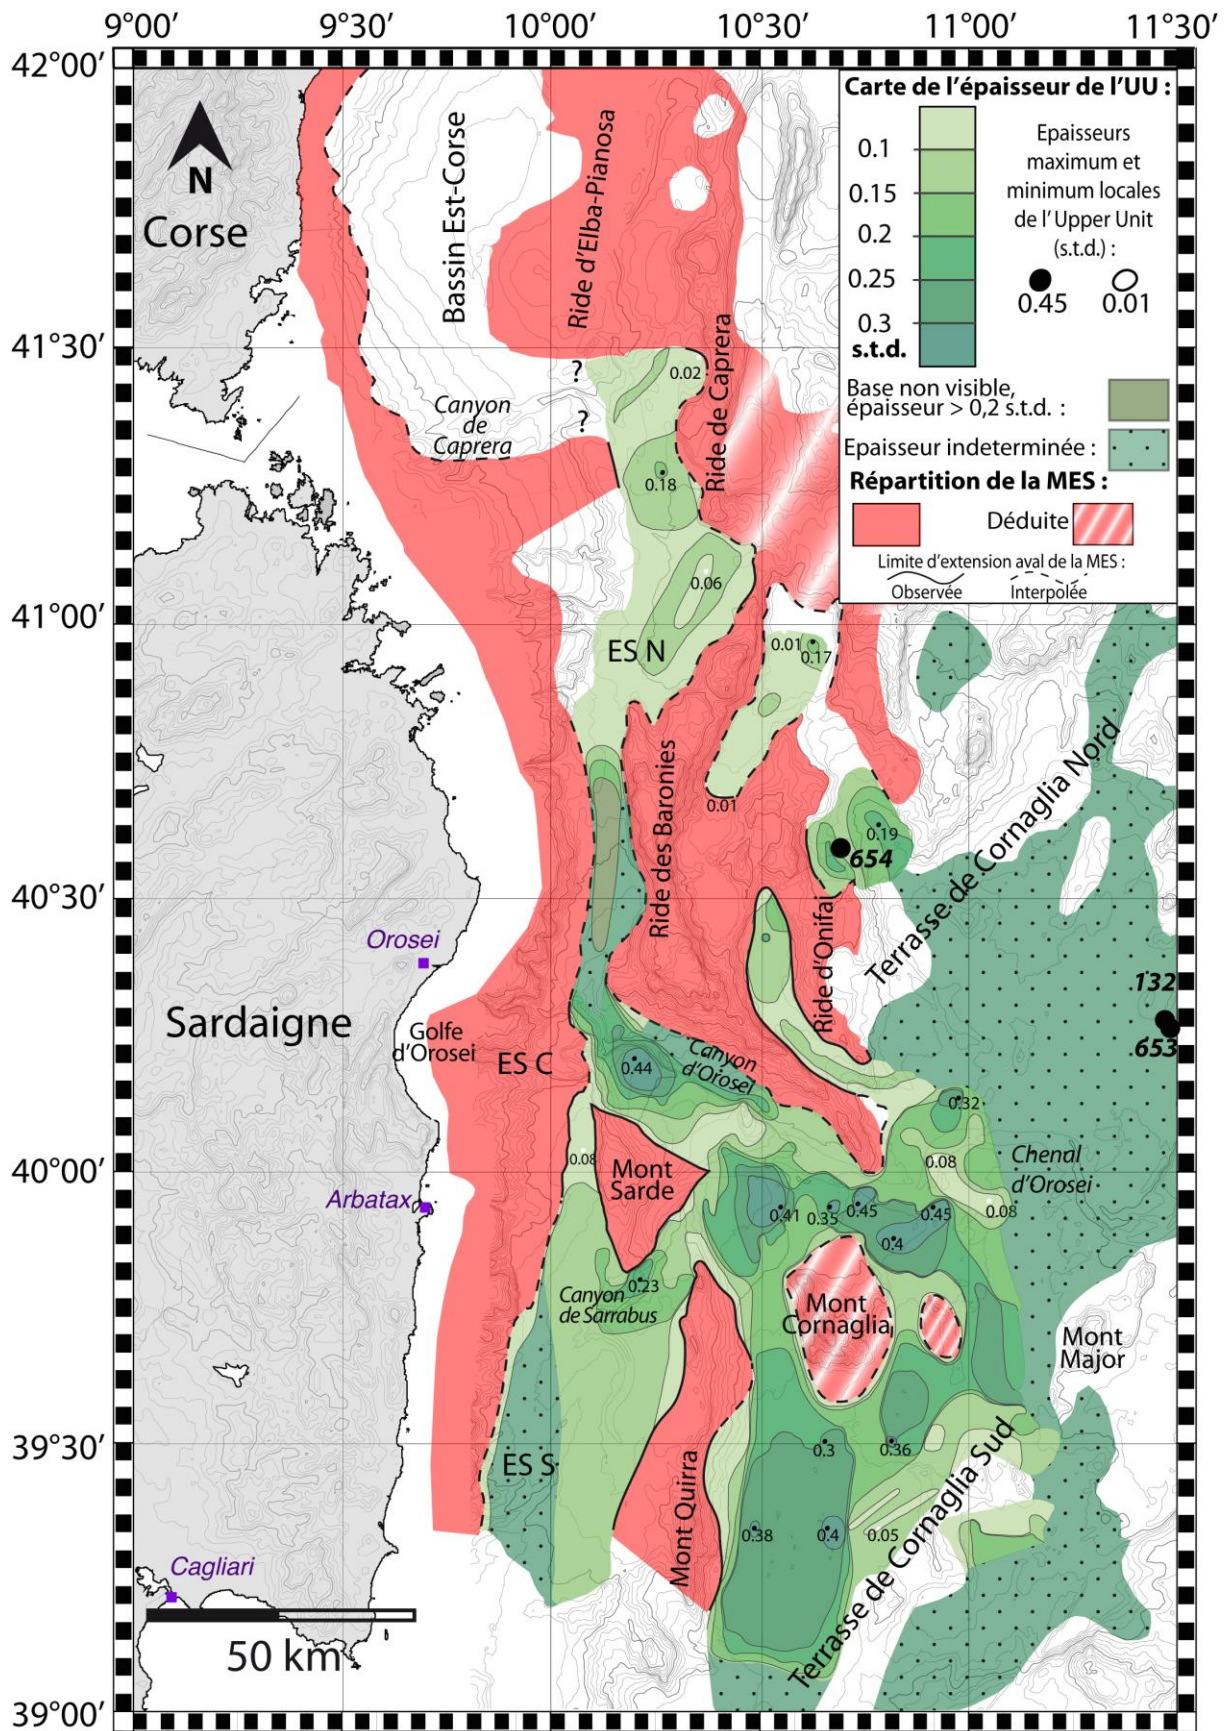 9°00’ 9°30’ 10°00’ 10°30’ 11°00’ 11°30’
42°00’
41°30’
41°00’
40°30’
40°00’
39°30’
39°00’
N
Corse
Bassin Est-Corse
Ride d’Elba-Pianosa
Ride de Caprera
Canyon
de
Caprera
?
?
0.02
0.18
0.06
ES N
0.01
0.17
0.01
Ride des Baronies
0.19
654
Terrasse de Cornaglia Nord
Ride d’Onifai
132
653
Orosei
Sardaigne
Golfe
d’Orosei
ES C
0.44
Canyon
d’Orosei
0.32
0.08
Mont
Sarde
0.08
Chenal
d’Orosei
0.08
Arbatax
0.41
0.35
0.45
0.45
0.4
0.23
Canyon
de Sarrabus
Mont
Cornaglia
Mont
Major
ES S
Mont Quirra
0.3
0.36
0.38
0.4
0.05
Terrasse de Cornaglia Sud
Cagliari
50 km
Carte de l’épaisseur de l’UU :
0.1
0.15
0.2
0.25
0.3
s.t.d.
Epaisseurs
maximum et
minimum locales
de l’Upper Unit
(s.t.d.) :
0.45 0.01
Base non visible,
épaisseur > 0,2 s.t.d. :
Epaisseur indeterminée :
Répartition de la MES :
Déduite
Limite d’extension aval de la MES :
Observée Interpolée